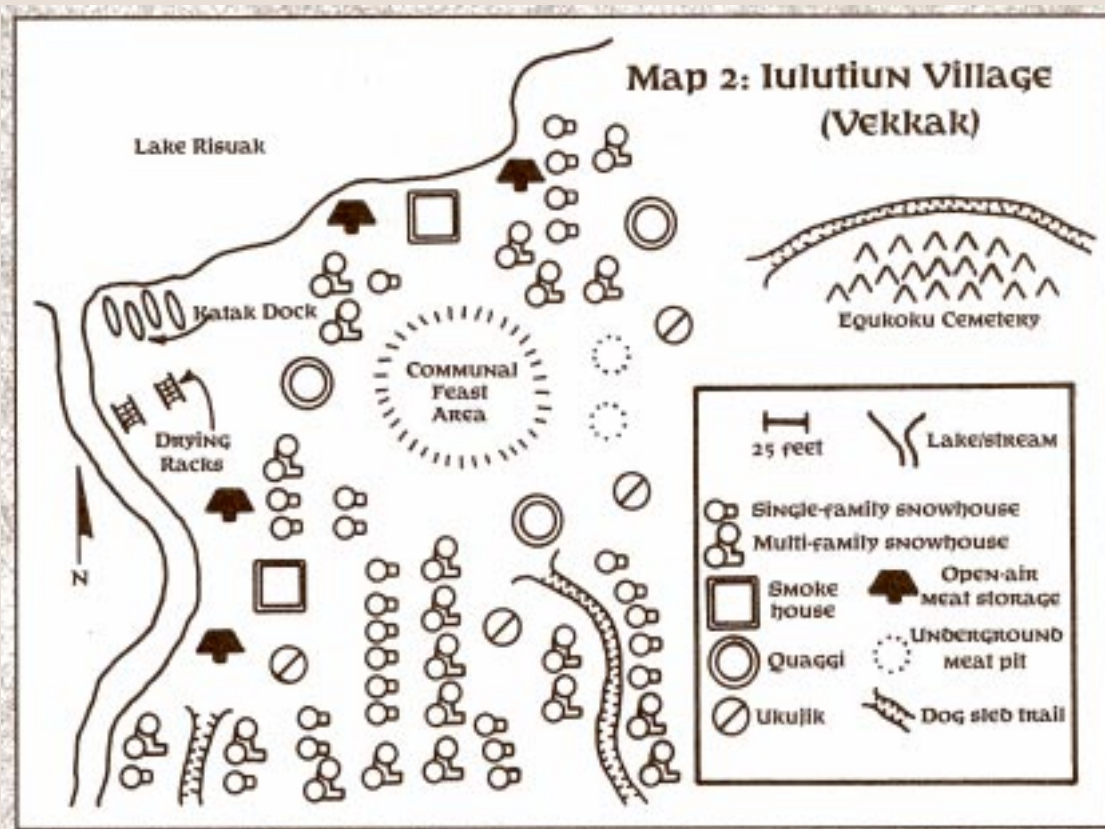 Map 2: Iulutiun Village
(Vekkak)
Lake Risuak
Katak Dock
Equkoku Cemetery
Communal
Feast
Area
Drying
Racks
N
25 feet
Lake/stream
Single-family snowhouse
Multi-family snowhouse
Smoke
house
Open-air
meat storage
Quaggi
Underground
meat pit
Ukujik
Dog sled trail